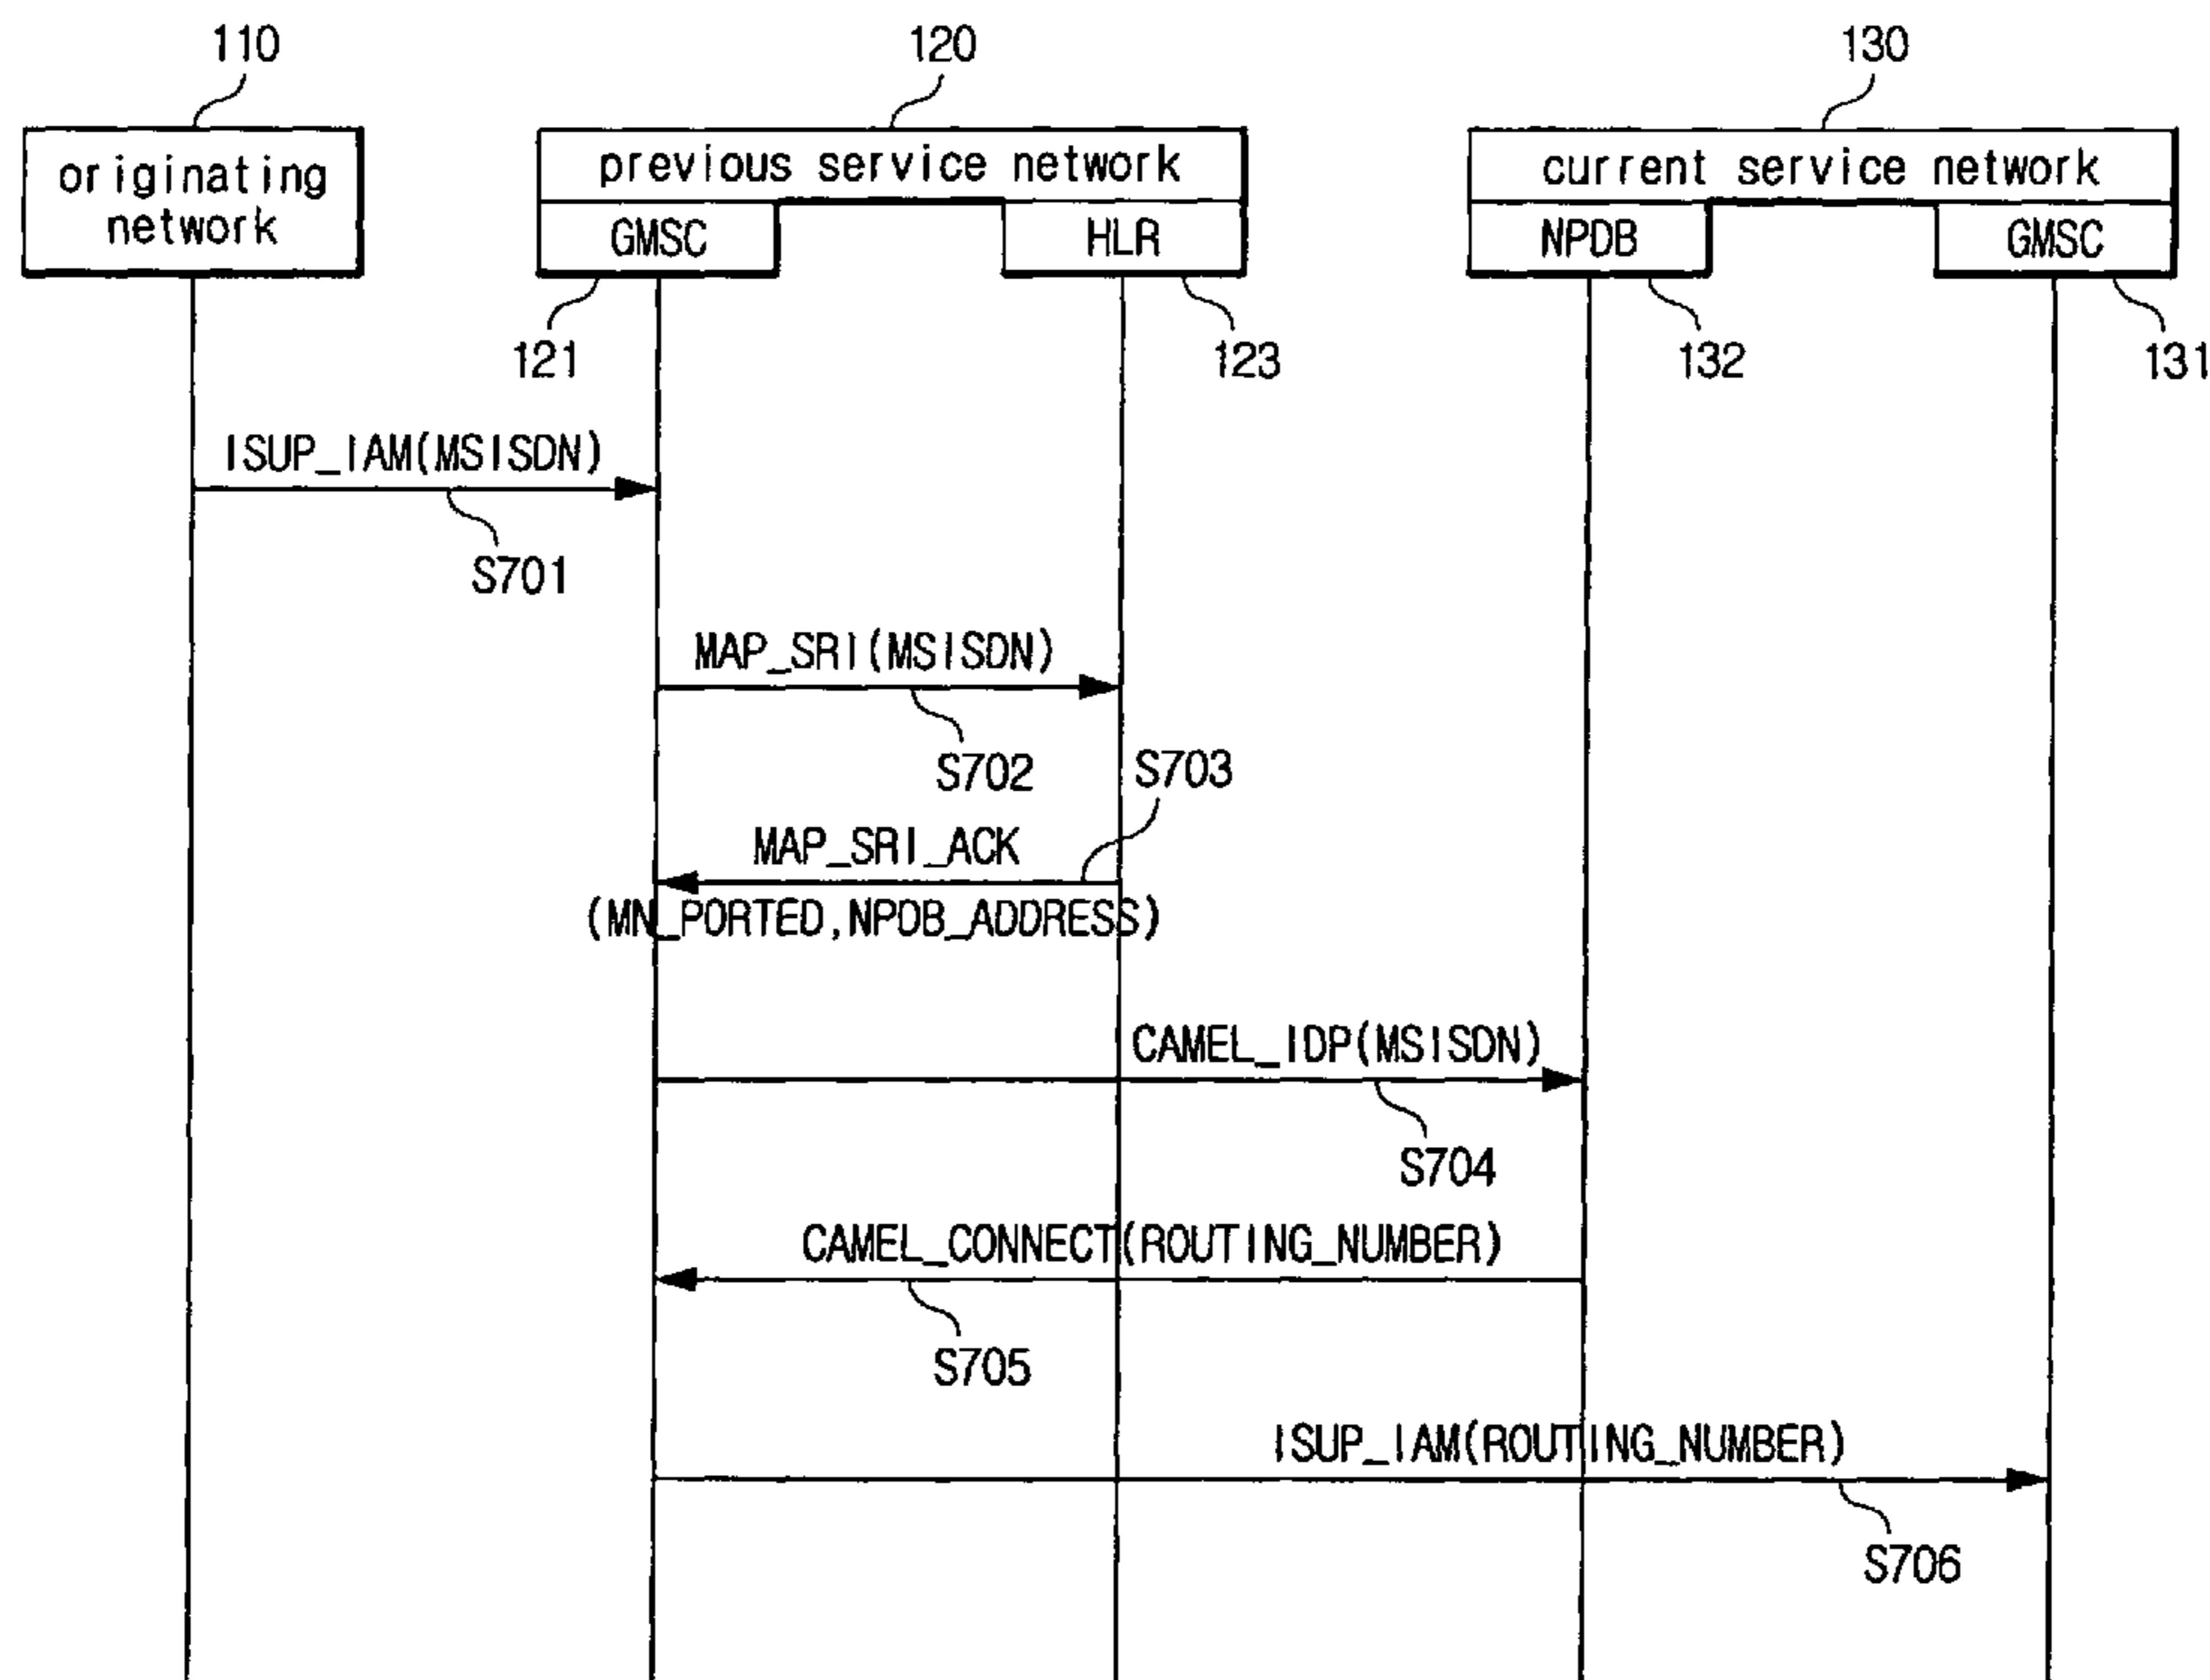 110
120
130
originating
network
previous service network
current service network
GMSC
HLR
NPDB
GMSC
121
123
132
131
ISUP_IAM(MSISDN)
S701
MAP_SRI(MSISDN)
S702
S703
MAP_SRI_ACK
(MN_PORTED,NPDB_ADDRESS)
CAMEL_IDP(MSISDN)
S704
CAMEL_CONNECT(ROUTING_NUMBER)
S705
ISUP_IAM(ROUTING_NUMBER)
S706